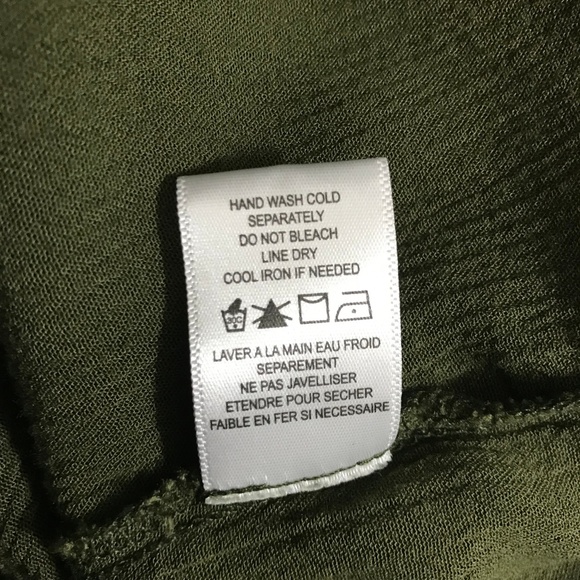 HAND WASH COLD
SEPARATELY
DO NOT BLEACH
LINE DRY
COOL IRON IF NEEDED
30C
LAVER A LA MAIN EAU FROID
SEPAREMENT
NE PAS JAVELLISER
ETENDRE POUR SECHER
FAIBLE EN FER SI NECESSAIRE